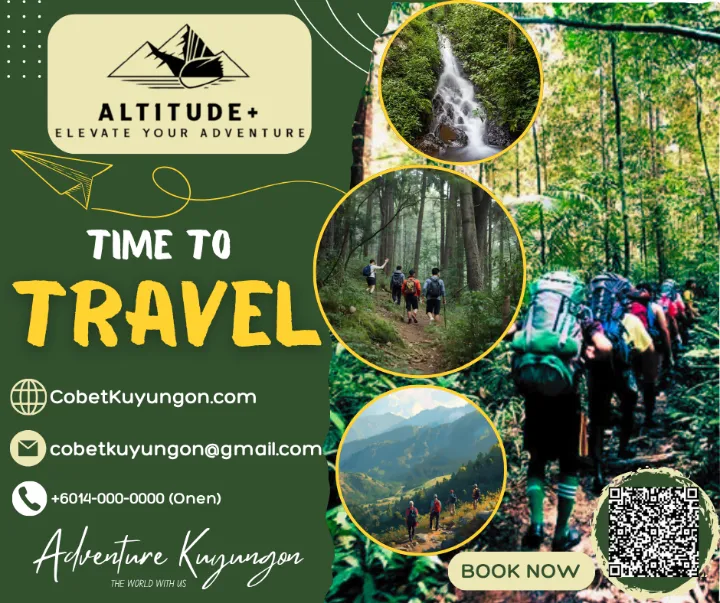 ALTITUDE+
ELEVATE YOUR ADVENTURE
TIME TO
TRAVEL
CobetKuyungon.com
cobetkuyungon@gmail.com
+6014-000-0000 (Onen)
Adventure Kuyungon
THE WORLD WITH US
BOOK NOW